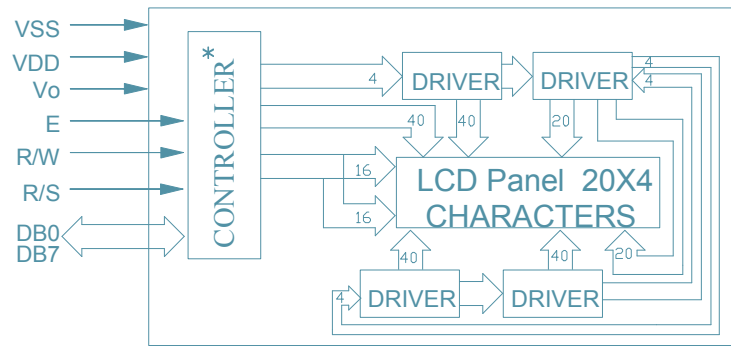 VSS
VDD
Vo
E
R/W
R/S
DB0
DB7
CONTROLLER*
4
DRIVER
DRIVER
4
4
40
40
20
16
16
LCD Panel 20X4
CHARACTERS
40
40
20
4
DRIVER
DRIVER